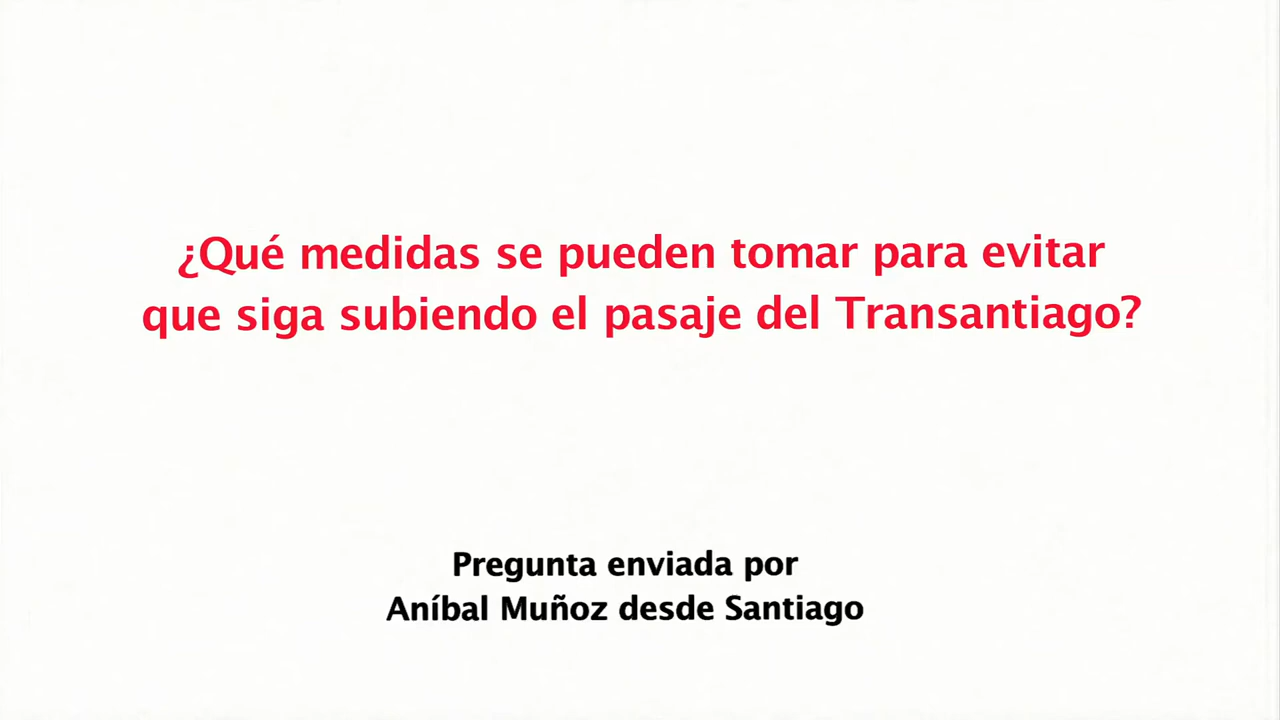 ¿Qué medidas se pueden tomar para evitar
que siga subiendo el pasaje del Transantiago?
Pregunta enviada por
Aníbal Muñoz desde Santiago